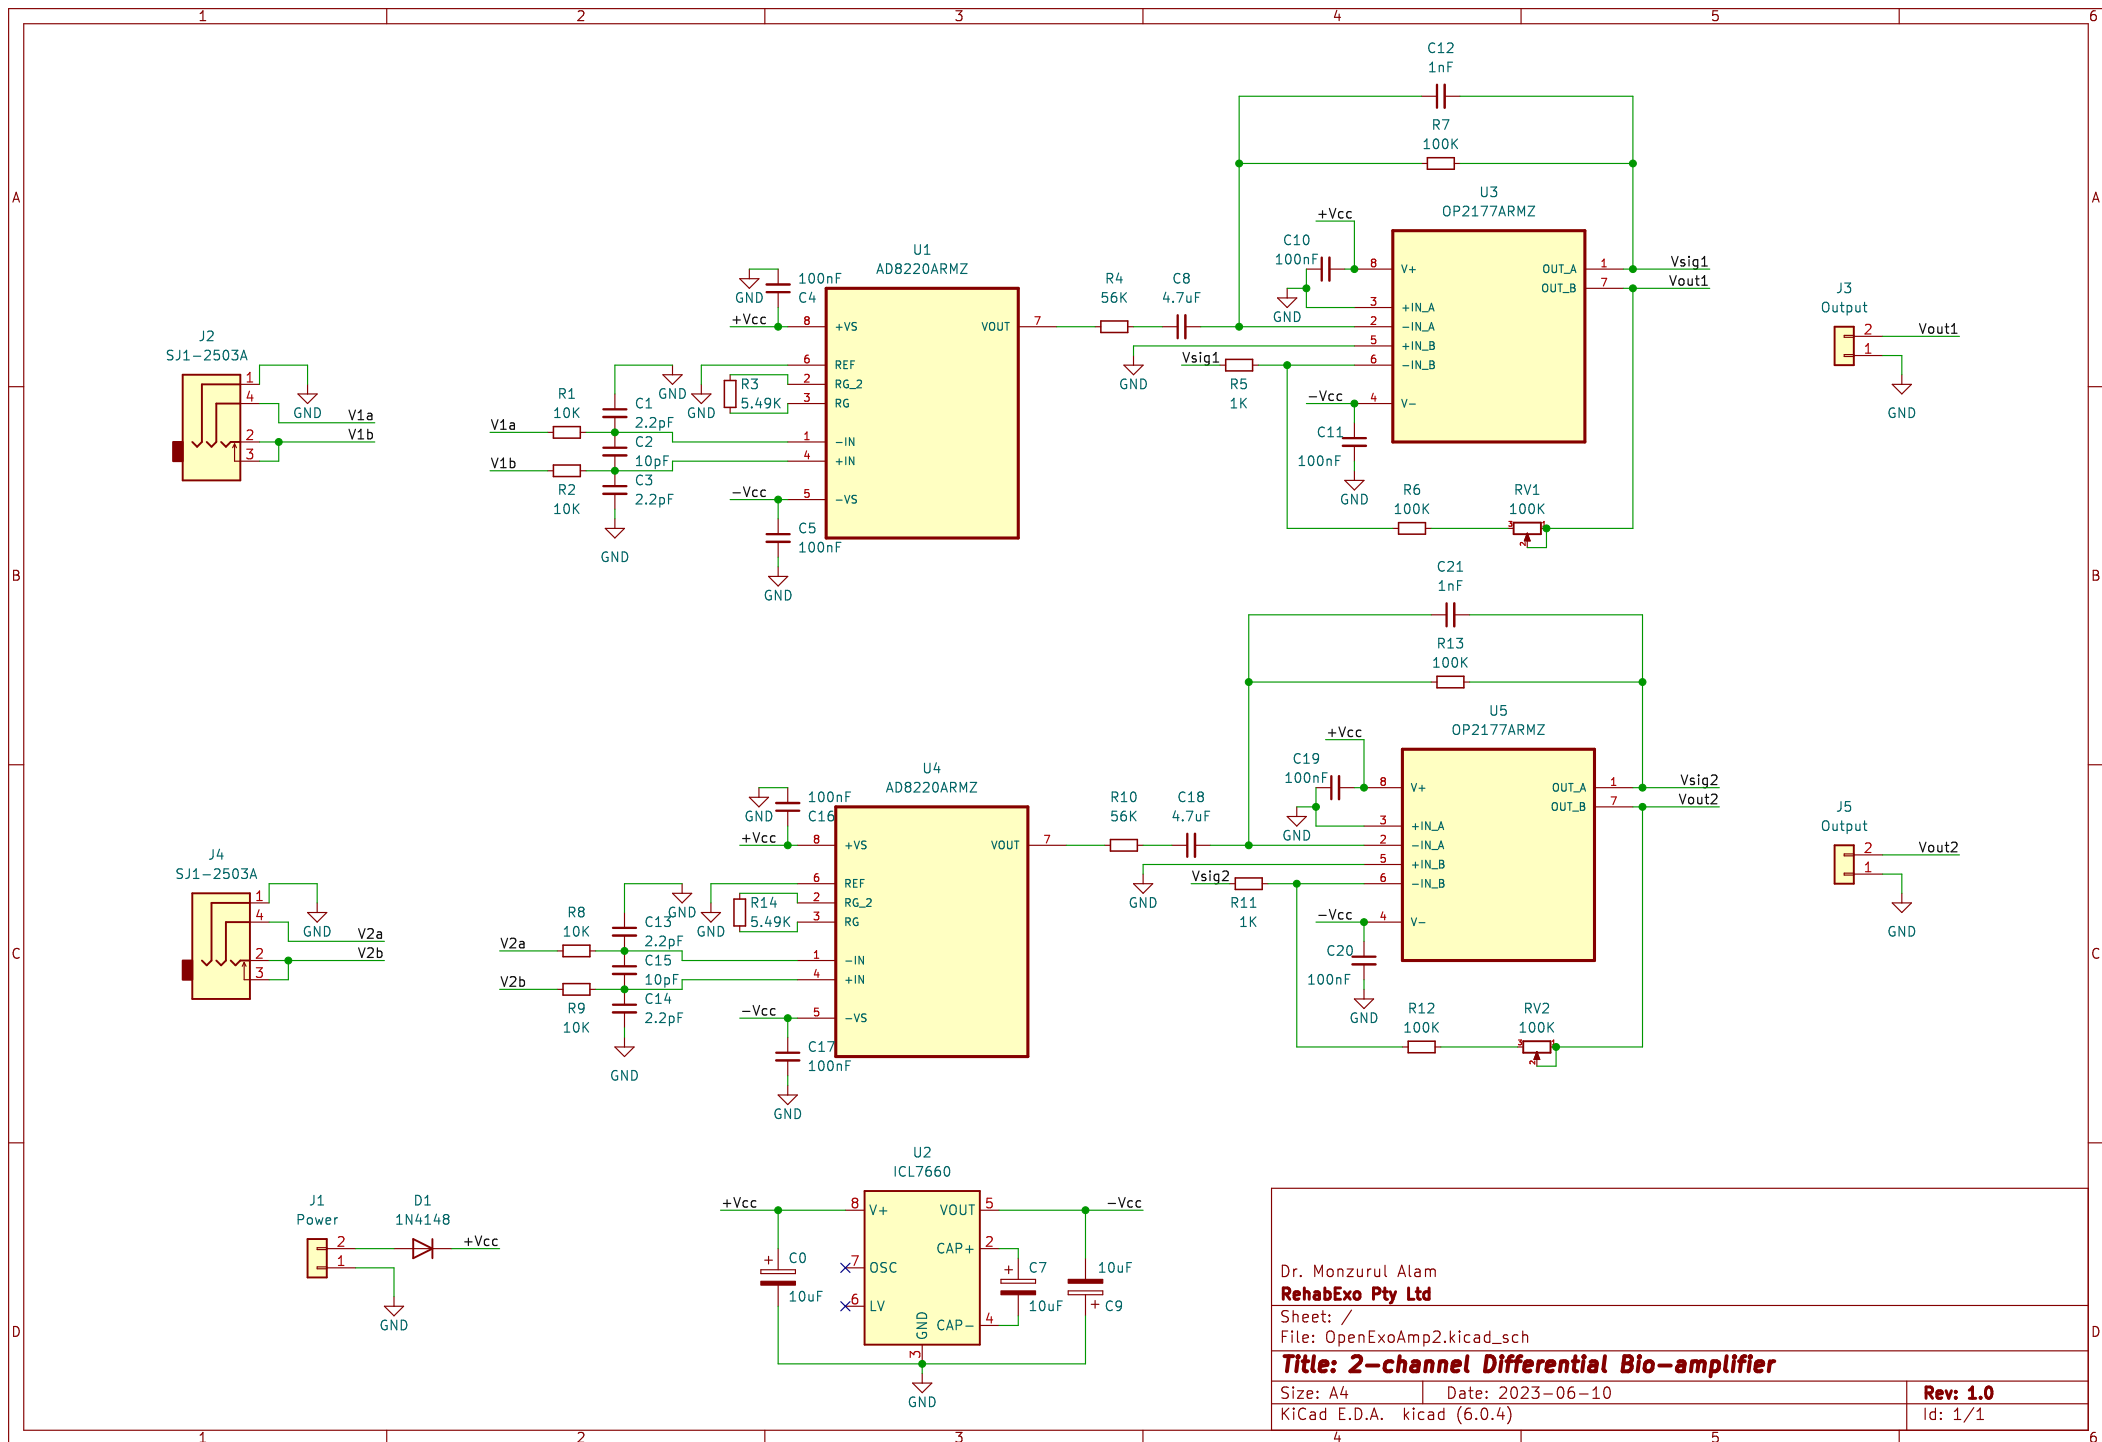 1 2 3 4 5 6
C12
1nF
R7
100K
A A
U3
OP2177ARMZ
+Vcc
C10
100nF
GND
8 V+
3 +IN_A
2 -IN_A
5 +IN_B
6 -IN_B
4 V-
OUT_A 1 Vsig1
OUT_B 7 Vout1
-Vcc
C11
100nF
GND
GND
Vsig1
R5
1K
R6
100K
RV1
100K
3 2 1
U1
AD8220ARMZ
100nF
C4
GND
+Vcc
8 +VS
6 REF
2 RG_2
3 RG
1 -IN
4 +IN
5 -VS
VOUT 7
R4
56K
C8
4.7uF
R3
5.49K
GND
GND
-Vcc
C5
100nF
GND
J2
SJ1-2503A
1
4
2
3
GND
V1a
V1b
V1a
R1
10K
V1b
R2
10K
C1
2.2pF
C2
10pF
C3
2.2pF
GND
J3
Output
2
1
Vout1
GND
B B
C21
1nF
R13
100K
U5
OP2177ARMZ
+Vcc
C19
100nF
GND
8 V+
3 +IN_A
2 -IN_A
5 +IN_B
6 -IN_B
4 V-
OUT_A 1 Vsig2
OUT_B 7 Vout2
-Vcc
C20
100nF
GND
GND
Vsig2
R11
1K
R12
100K
RV2
100K
3 2 1
U4
AD8220ARMZ
100nF
C16
GND
+Vcc
8 +VS
6 REF
2 RG_2
3 RG
1 -IN
4 +IN
5 -VS
VOUT 7
R10
56K
C18
4.7uF
R14
5.49K
GND
GND
-Vcc
C17
100nF
GND
J4
SJ1-2503A
1
4
2
3
GND
V2a
V2b
V2a
R8
10K
V2b
R9
10K
C13
2.2pF
C15
10pF
C14
2.2pF
GND
J5
Output
2
1
Vout2
GND
C C
J1
Power
2
1
GND
D1
1N4148
+Vcc
U2
ICL7660
+Vcc
8 V+
7 OSC
6 LV
GND
3
VOUT 5
CAP+ 2
CAP- 4
-Vcc
+ C0
10uF
+ C7
10uF
10uF
+ C9
GND
D D
Dr. Monzurul Alam
RehabExo Pty Ltd
Sheet: /
File: OpenExoAmp2.kicad_sch
Title: 2-channel Differential Bio-amplifier
Size: A4 Date: 2023-06-10 Rev: 1.0
KiCad E.D.A. kicad (6.0.4) Id: 1/1
1 2 3 4 5 6